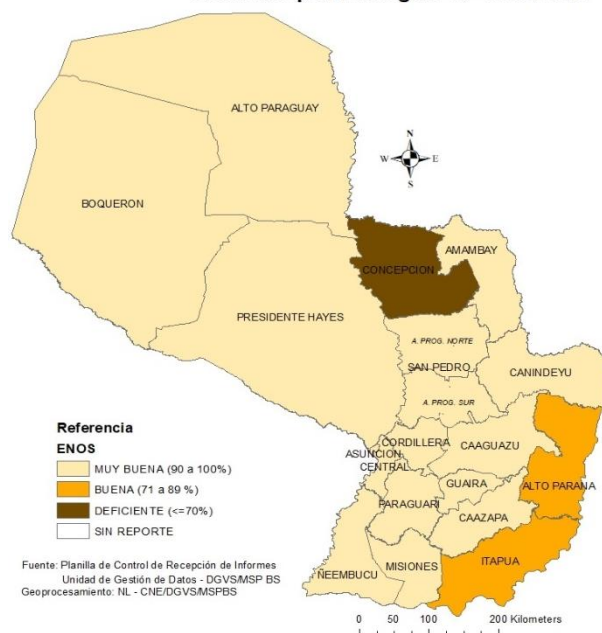 ALTO PARAGUAY
N
W E
S
BOQUERON
AMAMBAY
CONCEPCION
PRESIDENTE HAYES
A. PROG. NORTE
SAN PEDRO
CANINDEYU
A. PROG. SUR
Referencia
ENOS
MUY BUENA (90 a 100%)
BUENA (71 a 89 %)
DEFICIENTE (<=70%)
SIN REPORTE
CORDILLERA
CAAGUAZU
ASUNCION
CENTRAL
GUAIRA
ALTO PARANA
PARAGUARI
CAAZAPA
ITAPUA
MISIONES
ÑEEMBUCU
Fuente: Planilla de Control de Recepción de Informes
Unidad de Gestión de Datos - DGVS/MSP BS
Geoprocesamiento: NL - CNE/DGVS/MSPBS
0 50 100 200 Kilometers